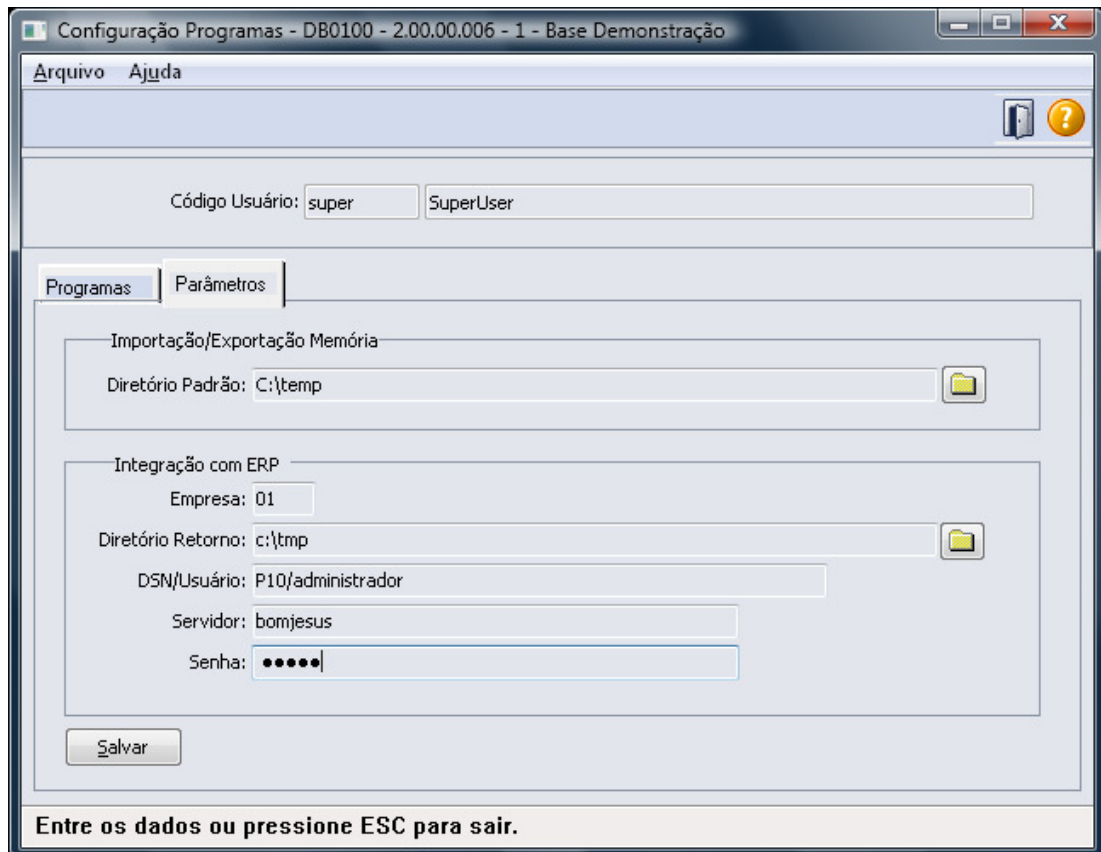 Configuração Programas - DB0100 - 2.00.00.006 - 1 - Base Demonstração
Arquivo Ajuda
?
Código Usuário: super SuperUser
Programas Parâmetros
Importação/Exportação Memória
Diretório Padrão: C:\temp
Integração com ERP
Empresa: 01
Diretório Retorno: c:\tmp
DSN/Usuário: P10/administrador
Servidor: bomjesus
Senha: •••••
Salvar
Entre os dados ou pressione ESC para sair.